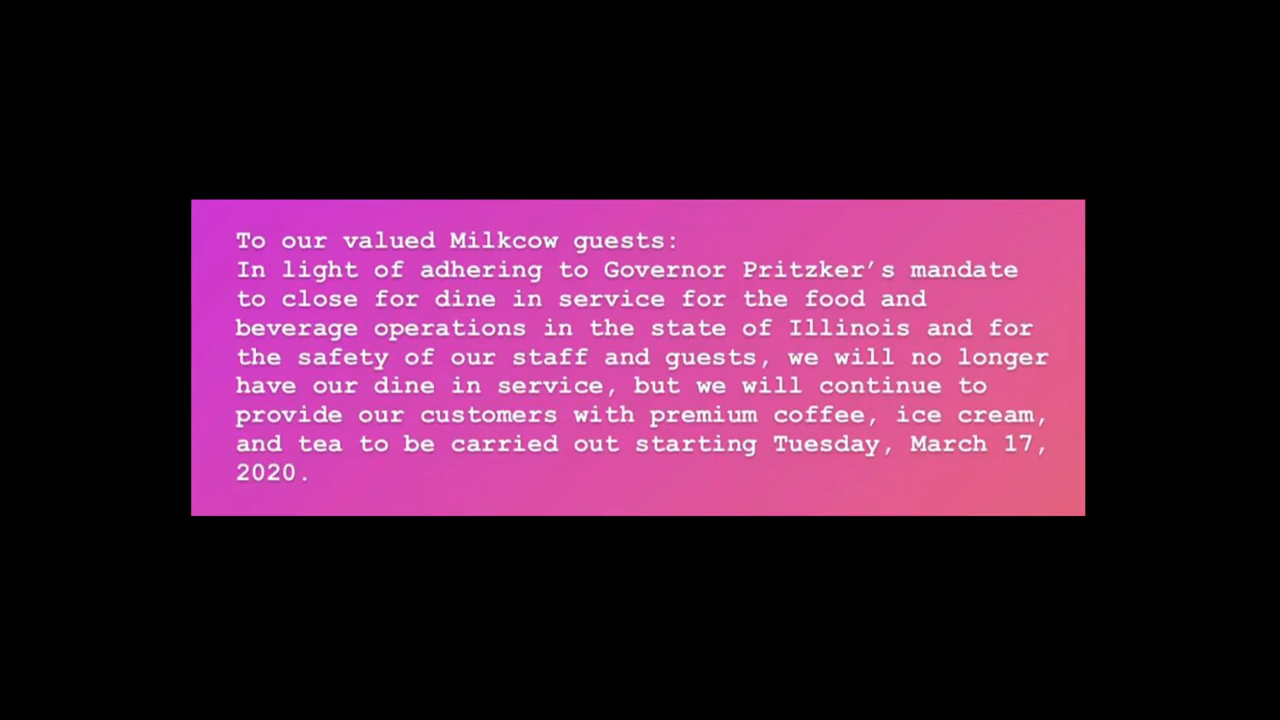 To our valued Milkcow guests:
In light of adhering to Governor Pritzker’s mandate
to close for dine in service for the food and
beverage operations in the state of Illinois and for
the safety of our staff and guests, we will no longer
have our dine in service, but we will continue to
provide our customers with premium coffee, ice cream,
and tea to be carried out starting Tuesday, March 17,
2020.